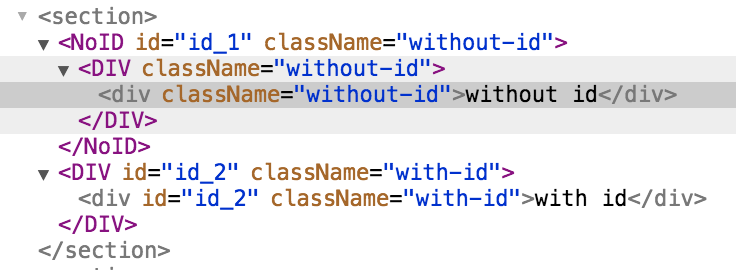 <section>
<NoID id="id_1" className="without-id">
<DIV className="without-id">
<div className="without-id">without id</div>
</DIV>
</NoID>
<DIV id="id_2" className="with-id">
<div id="id_2" className="with-id">with id</div>
</DIV>
</section>